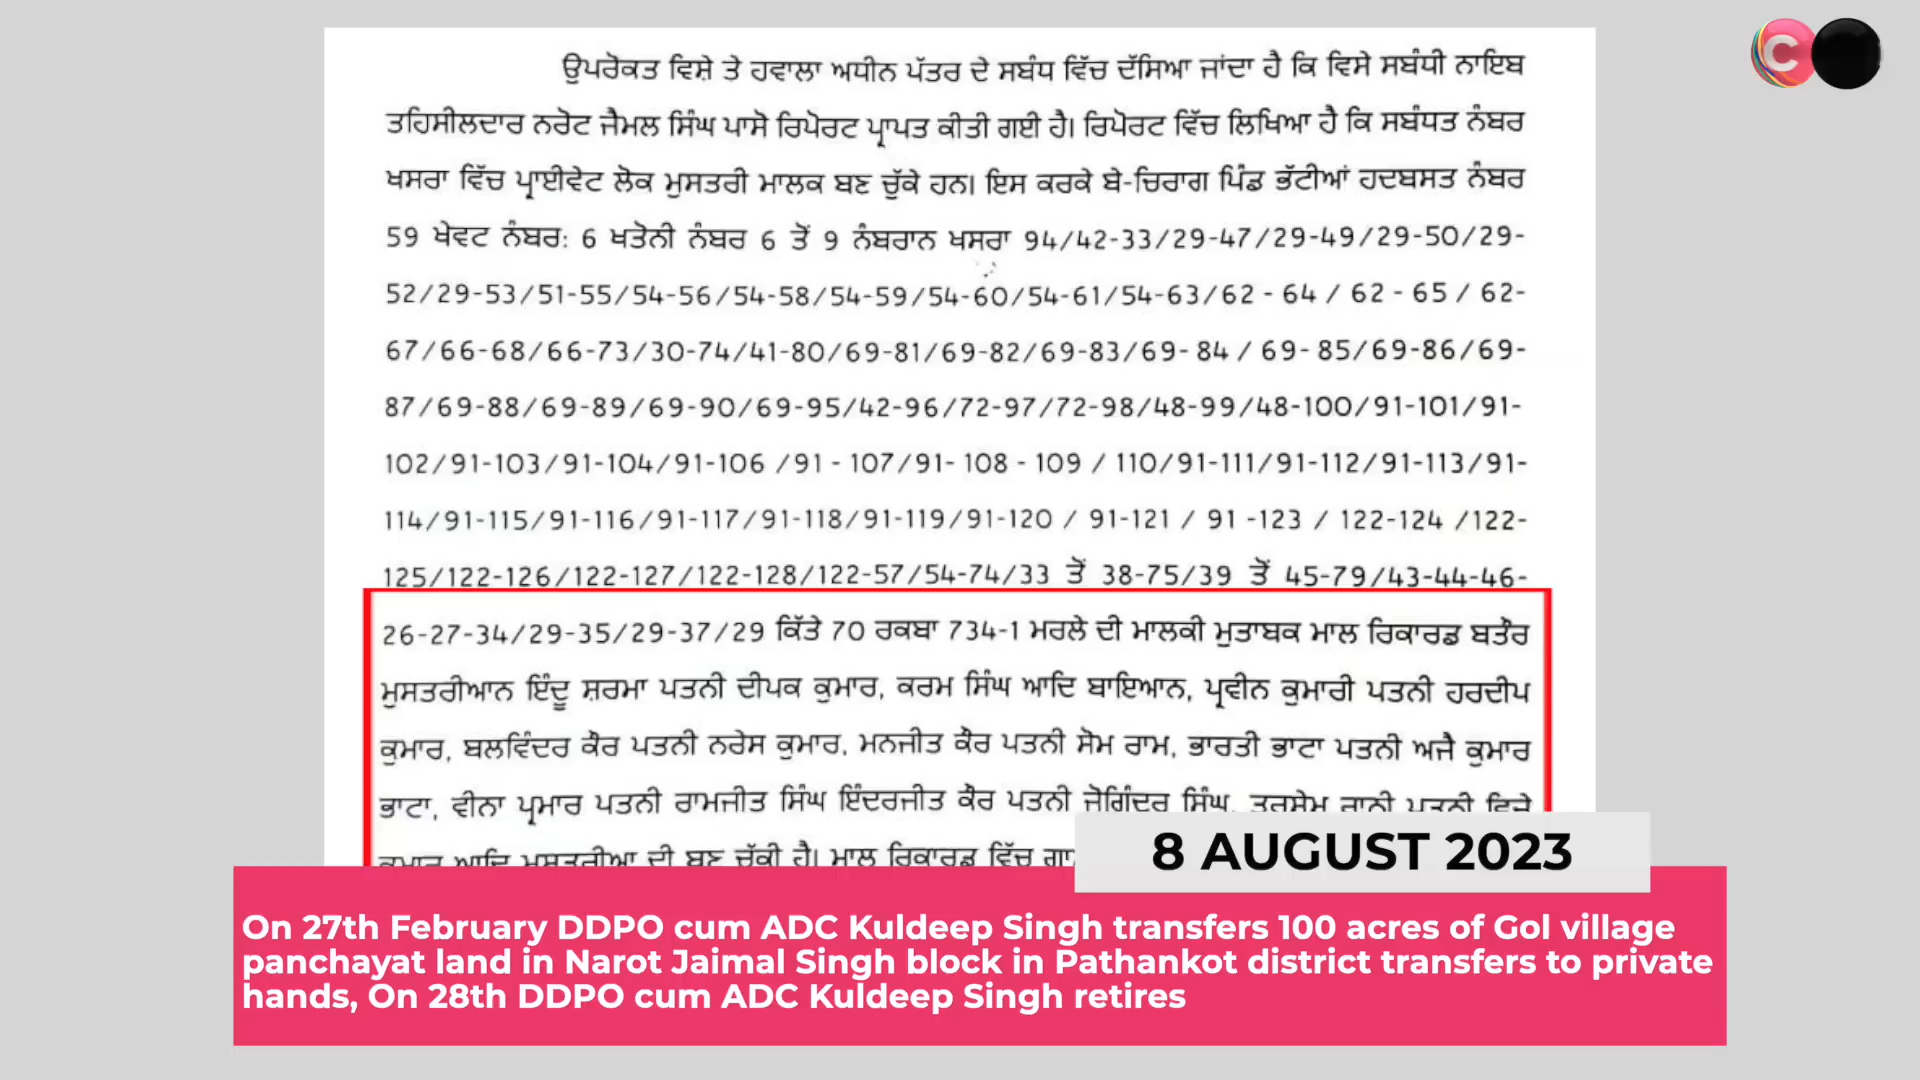 ਉਪਰੋਕਤ ਵਿਸ਼ੇ ਤੇ ਹਵਾਲਾ ਅਧੀਨ ਪੱਤਰ ਦੇ ਸਬੰਧ ਵਿੱਚ ਦੱਸਿਆ ਜਾਂਦਾ ਹੈ ਕਿ ਵਿਸੇ ਸਬੰਧੀ ਨਾਇਬ
ਤਹਿਸੀਲਦਾਰ ਨਰੋਟ ਜੈਮਲ ਸਿੰਘ ਪਾਸੋ ਰਿਪੋਰਟ ਪ੍ਰਾਪਤ ਕੀਤੀ ਗਈ ਹੈ। ਰਿਪੋਰਟ ਵਿੱਚ ਲਿਖਿਆ ਹੈ ਕਿ ਸਬੰਧਤ ਨੰਬਰ
ਖਸਰਾ ਵਿੱਚ ਪ੍ਰਾਈਵੇਟ ਲੋਕ ਮੁਸਤਰੀ ਮਾਲਕ ਬਣ ਚੁੱਕੇ ਹਨ। ਇਸ ਕਰਕੇ ਬੇ-ਚਿਰਾਗ ਪਿੰਡ ਭੱਟੀਆਂ ਹਦਬਸਤ ਨੰਬਰ
59 ਖੇਵਟ ਨੰਬਰ: 6 ਖਤੋਨੀ ਨੰਬਰ 6 ਤੋਂ 9 ਨੰਬਰਾਨ ਖਸਰਾ 94/42-33/29-47/29-49/29-50/29-
52/29-53/51-55/54-56/54-58/54-59/54-60/54-61/54-63/62 - 64 / 62 - 65 / 62-
67/66-68/66-73/30-74/41-80/69-81/69-82/69-83/69- 84 / 69- 85/69-86/69-
87/69-88/69-89/69-90/69-95/42-96/72-97/72-98/48-99/48-100/91-101/91-
102/91-103/91-104/91-106 /91 - 107/91- 108 - 109 / 110/91-111/91-112/91-113/91-
114/91-115/91-116/91-117/91-118/91-119/91-120 / 91-121 / 91 -123 / 122-124 /122-
125/122-126/122-127/122-128/122-57/54-74/33 ਤੋਂ 38-75/39 ਤੋਂ 45-79/43-44-46-
26-27-34/29-35/29-37/29 ਕਿੱਤੇ 70 ਰਕਬਾ 734-1 ਮਰਲੇ ਦੀ ਮਾਲਕੀ ਮੁਤਾਬਕ ਮਾਲ ਰਿਕਾਰਡ ਬਤੌਰ
ਮੁਸਤਰੀਆਨ ਇੰਦੂ ਸ਼ਰਮਾ ਪਤਨੀ ਦੀਪਕ ਕੁਮਾਰ, ਕਰਮ ਸਿੰਘ ਆਦਿ ਬਾਇਆਨ, ਪ੍ਰਵੀਨ ਕੁਮਾਰੀ ਪਤਨੀ ਹਰਦੀਪ
ਕੁਮਾਰ, ਬਲਵਿੰਦਰ ਕੌਰ ਪਤਨੀ ਨਰੇਸ ਕੁਮਾਰ, ਮਨਜੀਤ ਕੌਰ ਪਤਨੀ ਸੋਮ ਰਾਮ, ਭਾਰਤੀ ਭਾਟਾ ਪਤਨੀ ਅਜੈ ਕੁਮਾਰ
ਭਾਟਾ, ਵੀਨਾ ਪ੍ਰਮਾਰ ਪਤਨੀ ਰਾਮਜੀਤ ਸਿੰਘ ਇੰਦਰਜੀਤ ਕੌਰ ਪਤਨੀ ਜੋਗਿੰਦਰ ਸਿੰਘ, ਤਰਸੇਮ ਰਾਨੀ ਪਤਨੀ ਵਿਜੇ
ਕੁਮਾਰ ਆਦਿ ਮੁਸਤਰੀਆ ਦੀ ਬਣ ਚੁੱਕੀ ਹੈ। ਮਾਲ ਰਿਕਾਰਡ ਵਿੱਚ
8 AUGUST 2023
On 27th February DDPO cum ADC Kuldeep Singh transfers 100 acres of Gol village
panchayat land in Narot Jaimal Singh block in Pathankot district transfers to private
hands, On 28th DDPO cum ADC Kuldeep Singh retires